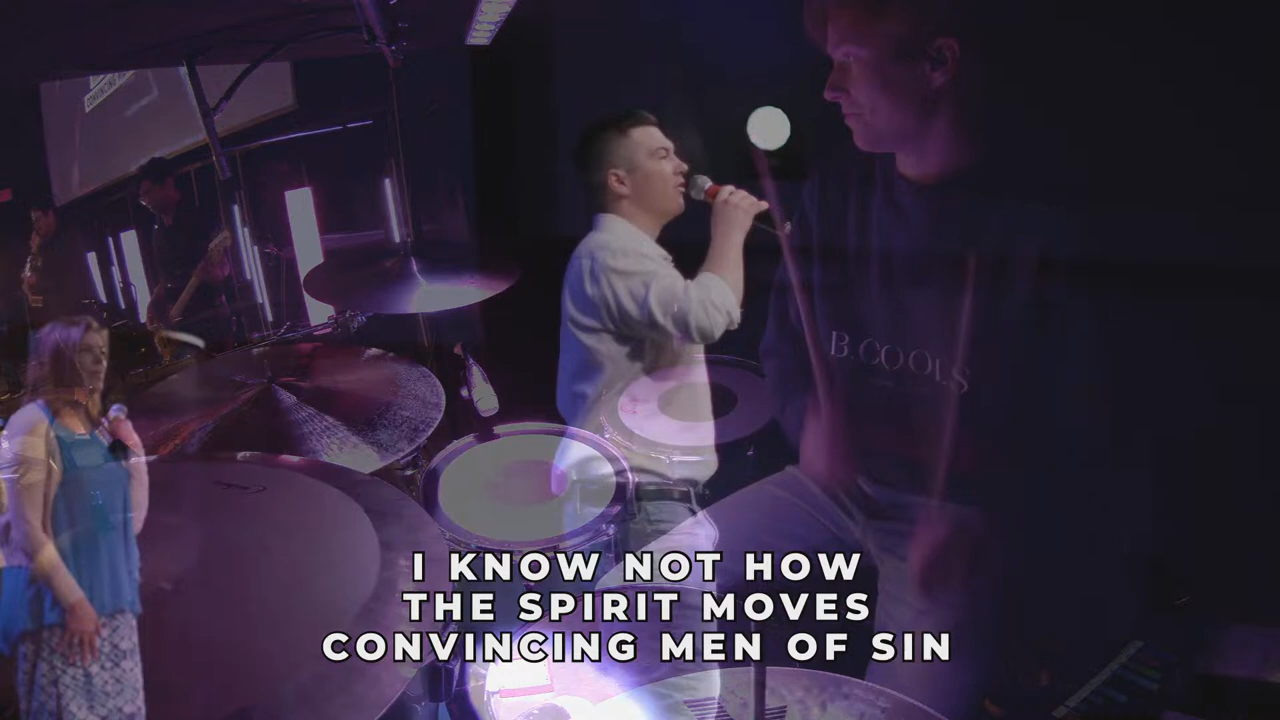 B.COOLS
I KNOW NOT HOW
THE SPIRIT MOVES
CONVINCING MEN OF SIN